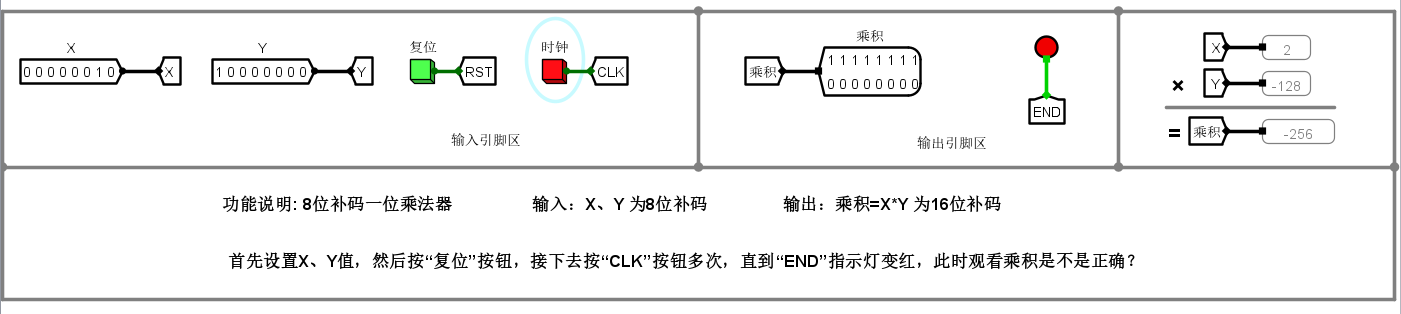 X
00000010 X
Y
10000000 Y
复位
RST
时钟
CLK
输入引脚区
乘积
乘积 11111111
00000000
END
输出引脚区
X 2
× Y -128
= 乘积 -256
功能说明: 8位补码一位乘法器 输入：X、Y 为8位补码 输出：乘积=X*Y 为16位补码
首先设置X、Y值，然后按“复位”按钮，接下去按“CLK”按钮多次，直到“END”指示灯变红，此时观看乘积是不是正确？